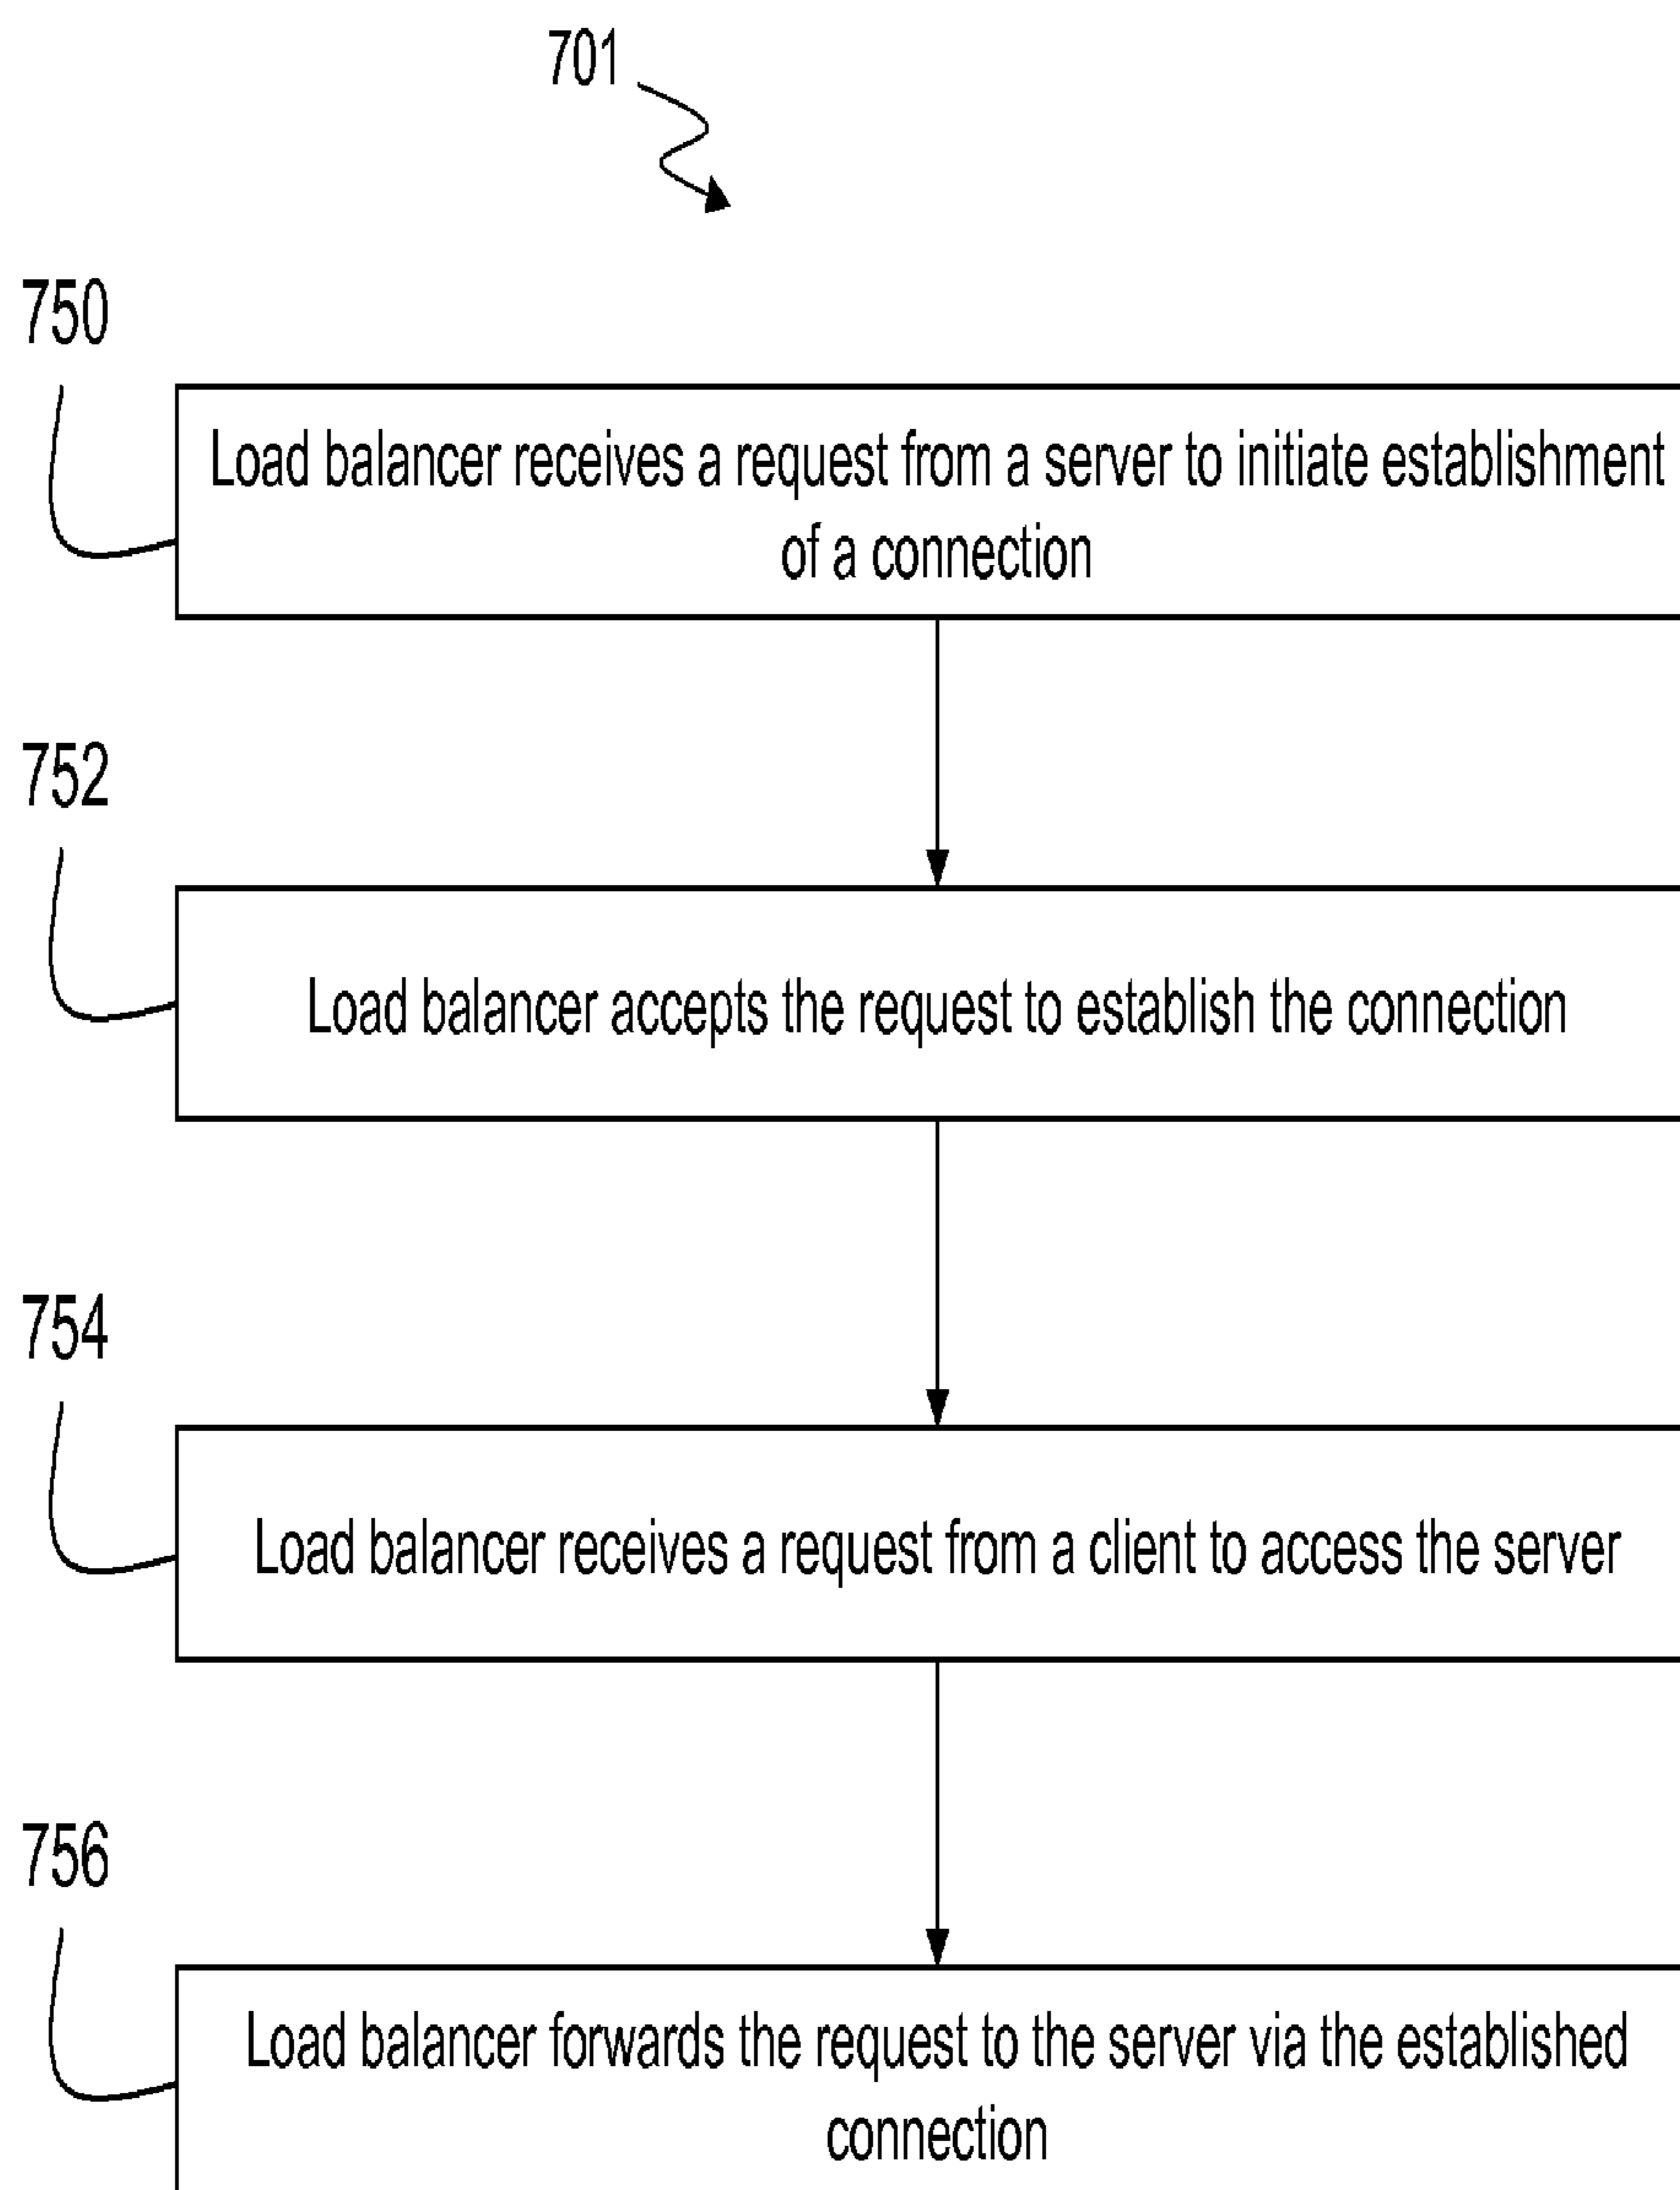 701
750
Load balancer receives a request from a server to initiate establishment
of a connection
752
Load balancer accepts the request to establish the connection
754
Load balancer receives a request from a client to access the server
756
Load balancer forwards the request to the server via the established
connection